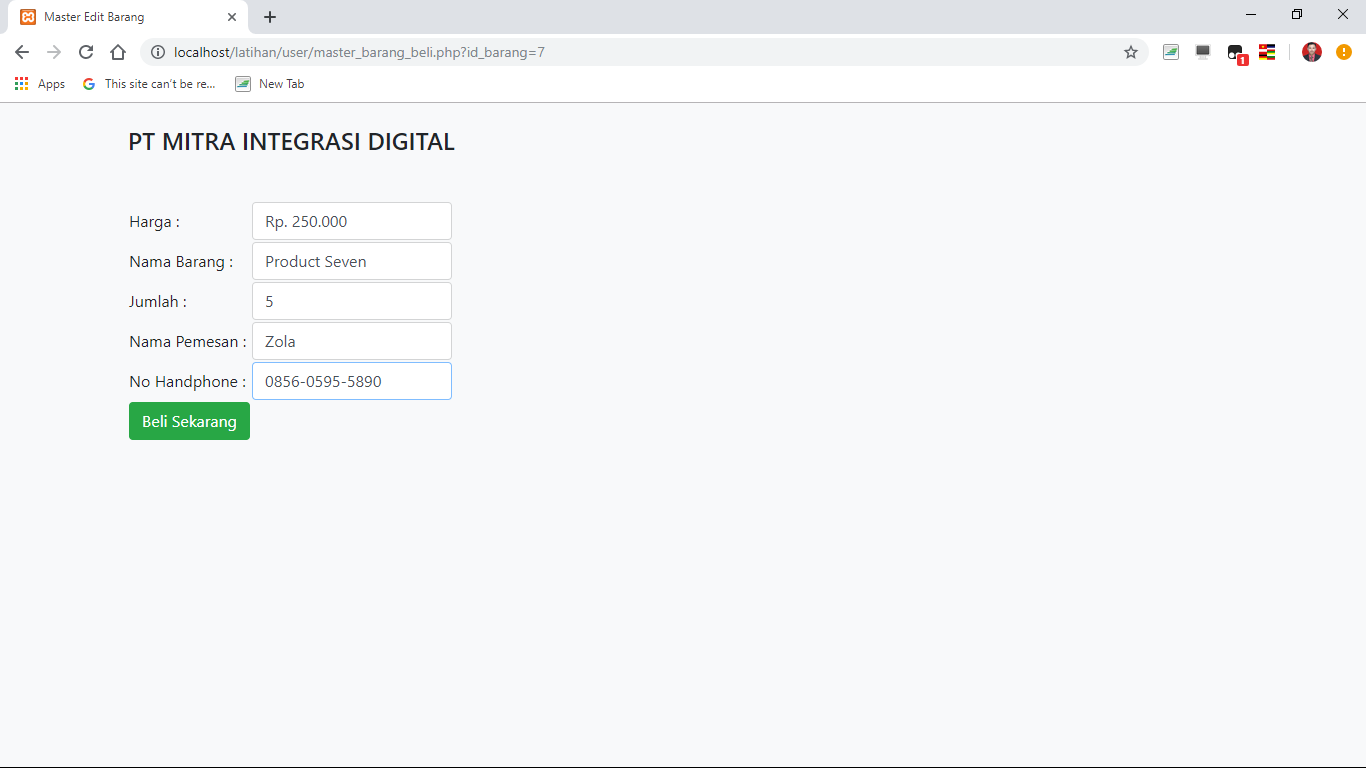 Master Edit Barang
localhost/latihan/user/master_barang_beli.php?id_barang=7
1
Apps
This site can't be re...
New Tab
PT MITRA INTEGRASI DIGITAL
Harga : Rp. 250.000
Nama Barang : Product Seven
Jumlah : 5
Nama Pemesan : Zola
No Handphone : 0856-0595-5890
Beli Sekarang